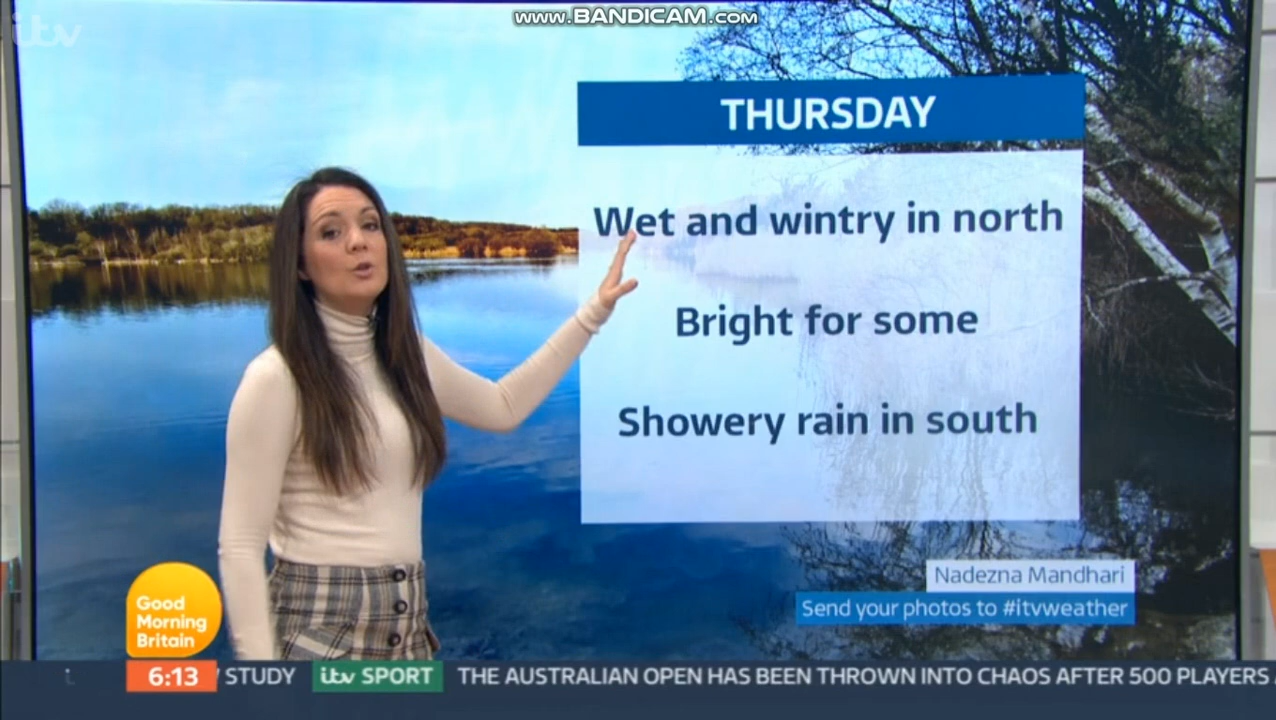 www.BANDICAM.com
itv
THURSDAY
Wet and wintry in north
Bright for some
Showery rain in south
Nadezna Mandhari
Send your photos to #itvweather
Good
Morning
Britain
6:13
STUDY
itv SPORT
THE AUSTRALIAN OPEN HAS BEEN THROWN INTO CHAOS AFTER 500 PLAYERS